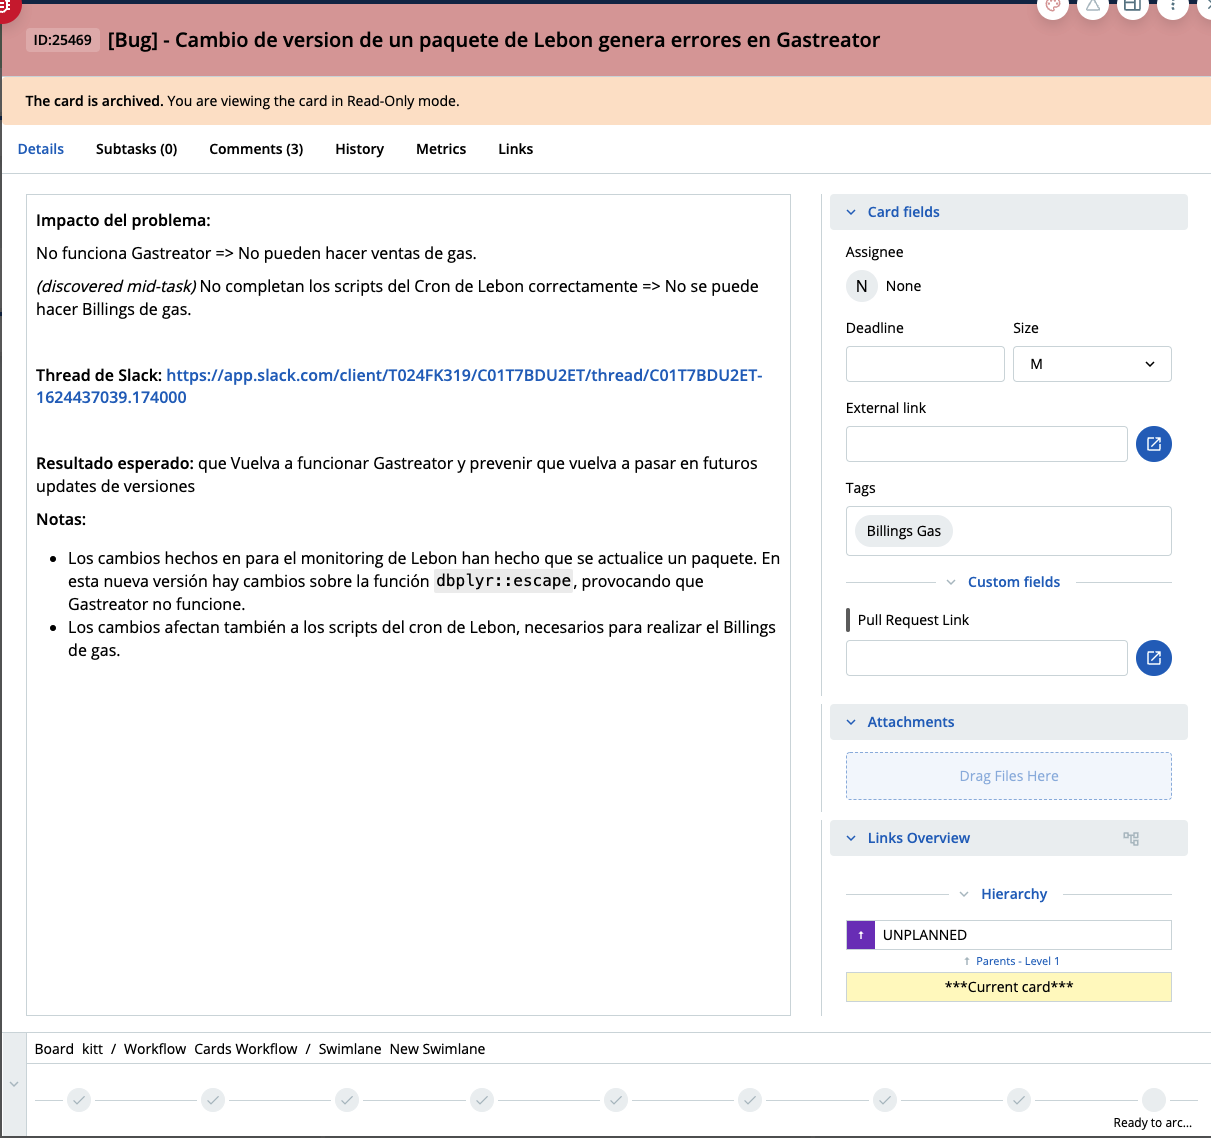 ID:25469 [Bug] - Cambio de version de un paquete de Lebon genera errores en Gastreator
The card is archived. You are viewing the card in Read-Only mode.
Details Subtasks (0) Comments (3) History Metrics Links
Impacto del problema:
No funciona Gastreator => No pueden hacer ventas de gas.
(discovered mid-task) No completan los scripts del Cron de Lebon correctamente => No se puede
hacer Billings de gas.
Thread de Slack: https://app.slack.com/client/T024FK319/C01T7BDU2ET/thread/C01T7BDU2ET-
1624437039.174000
Resultado esperado: que Vuelva a funcionar Gastreator y prevenir que vuelva a pasar en futuros
updates de versiones
Notas:
• Los cambios hechos en para el monitoring de Lebon han hecho que se actualice un paquete. En
esta nueva versión hay cambios sobre la función dbplyr::escape, provocando que
Gastreator no funcione.
• Los cambios afectan también a los scripts del cron de Lebon, necesarios para realizar el Billings
de gas.
Card fields
Assignee
N None
Deadline Size
M
External link
Tags
Billings Gas
Custom fields
Pull Request Link
Attachments
Drag Files Here
Links Overview
Hierarchy
↑ UNPLANNED
↑ Parents - Level 1
***Current card***
Board kitt / Workflow Cards Workflow / Swimlane New Swimlane
Ready to arc...